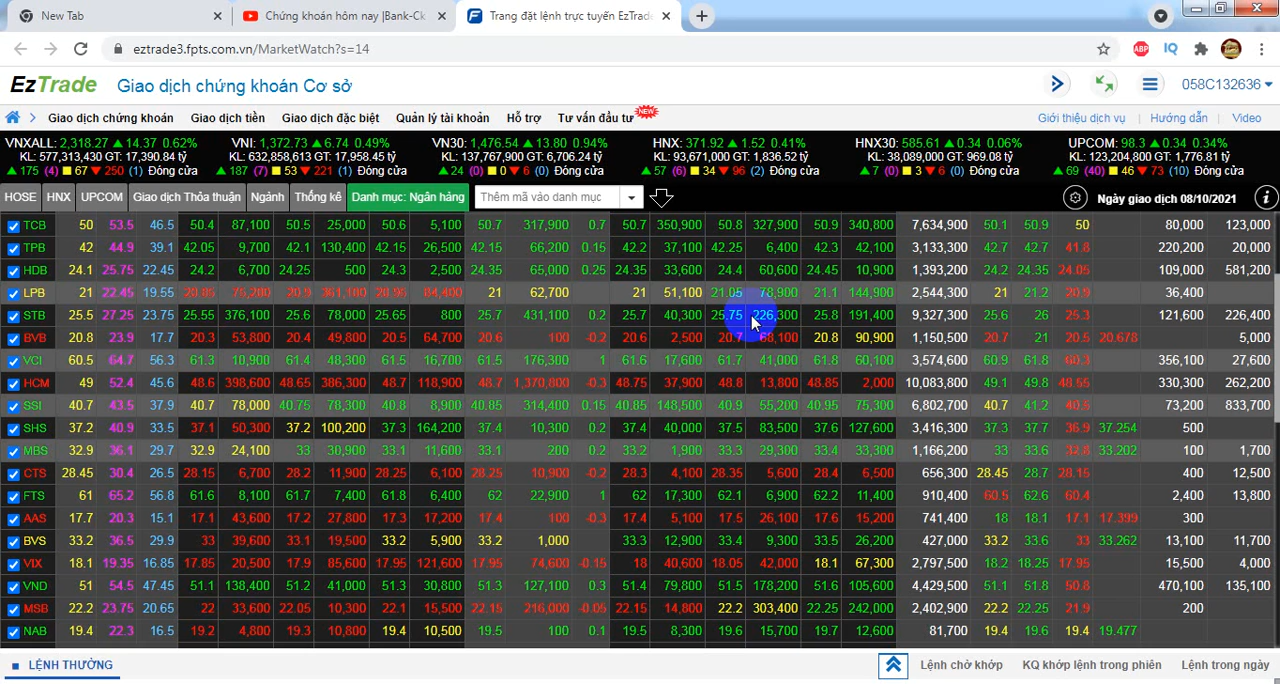 New Tab
Chứng khoán hôm nay |Bank-Ck
Trang đặt lệnh trực tuyến EzTrade
eztrade3.fpts.com.vn/MarketWatch?s=14
ABP IQ
EzTrade Giao dịch chứng khoán Cơ sở 058C132636
Giao dịch chứng khoán Giao dịch tiền Giao dịch đặc biệt Quản lý tài khoản Hỗ trợ Tư vấn đầu tư NEW Giới thiệu dịch vụ | Hướng dẫn | Video
VNXALL: 2,318.27 ▲ 14.37 0.62% VNI: 1,372.73 ▲ 6.74 0.49% VN30: 1,476.54 ▲ 13.80 0.94% HNX: 371.92 ▲ 1.52 0.41% HNX30: 585.61 ▲ 0.34 0.06% UPCOM: 98.3 ▲ 0.34 0.34%
KL: 577,313,430 GT: 17,390.84 tỷ KL: 632,858,613 GT: 17,958.45 tỷ KL: 137,767,900 GT: 6,706.24 tỷ KL: 93,671,000 GT: 1,836.52 tỷ KL: 38,089,000 GT: 969.08 tỷ KL: 123,204,800 GT: 1,776.81 tỷ
▲ 175 (4) ■ 67 ▼ 250 (1) Đóng cửa ▲ 187 (7) ■ 53 ▼ 221 (1) Đóng cửa ▲ 24 (0) ■ 0 ▼ 6 (0) Đóng cửa ▲ 57 (6) ■ 34 ▼ 96 (2) Đóng cửa ▲ 7 (0) ■ 3 ▼ 6 (0) Đóng cửa ▲ 69 (40) ■ 46 ▼ 73 (10) Đóng cửa
HOSE HNX UPCOM Giao dịch Thỏa thuận Ngành Thống kê Danh mục: Ngân hàng Thêm mã vào danh mục Ngày giao dịch 08/10/2021
TCB 50 53.5 46.5 50.4 87,100 50.5 25,000 50.6 5,100 50.7 317,900 0.7 50.7 350,900 50.8 327,900 50.9 340,800 7,634,900 50.1 50.9 50 80,000 123,000
TPB 42 44.9 39.1 42.05 9,700 42.1 130,400 42.15 26,500 42.15 66,200 0.15 42.2 37,100 42.25 6,400 42.3 42,100 3,133,300 42.7 42.7 41.8 220,200 20,000
HDB 24.1 25.75 22.45 24.2 6,700 24.25 500 24.3 2,500 24.35 65,000 0.25 24.35 33,600 24.4 60,600 24.45 10,900 1,393,200 24.2 24.35 24.05 109,000 581,200
LPB 21 22.45 19.55 20.85 75,200 20.9 361,100 20.95 84,400 21 62,700 21 51,100 21.05 78,900 21.1 144,900 2,544,300 21 21.2 20.9 36,400
STB 25.5 27.25 23.75 25.55 376,100 25.6 78,000 25.65 800 25.7 431,100 0.2 25.7 40,300 25.75 226,300 25.8 191,400 9,327,300 25.6 26 25.3 121,600 226,400
BVB 20.8 23.9 17.7 20.3 53,800 20.4 49,800 20.5 64,700 20.6 100 -0.2 20.6 2,500 20.7 68,100 20.8 90,900 1,150,500 20.7 21 20.5 20.678 5,000
VCI 60.5 64.7 56.3 61.3 10,900 61.4 48,300 61.5 16,700 61.5 176,300 1 61.6 17,600 61.7 41,000 61.8 60,100 3,574,600 60.9 61.8 60.3 356,100 27,600
HCM 49 52.4 45.6 48.6 398,600 48.65 386,300 48.7 118,900 48.7 1,370,800 -0.3 48.75 37,900 48.8 13,800 48.85 2,000 10,083,800 49.1 49.8 48.55 330,300 262,200
SSI 40.7 43.5 37.9 40.7 78,000 40.75 78,300 40.8 8,900 40.85 314,400 0.15 40.85 148,500 40.9 55,200 40.95 75,300 6,802,700 40.7 41.2 40.5 73,200 833,700
SHS 37.2 40.9 33.5 37.1 50,300 37.2 100,200 37.3 164,200 37.4 10,300 0.2 37.4 40,000 37.5 83,500 37.6 127,600 3,416,300 37.3 37.7 36.9 37.254 500
MBS 32.9 36.1 29.7 32.9 24,100 33 30,900 33.1 11,600 33.1 200 0.2 33.2 1,900 33.3 29,300 33.4 33,300 1,166,200 33 33.6 32.8 33.202 100 1,700
CTS 28.45 30.4 26.5 28.15 6,700 28.2 11,900 28.25 6,100 28.25 10,900 -0.2 28.3 4,100 28.35 5,600 28.4 6,500 656,300 28.45 28.7 28.15 400 12,500
FTS 61 65.2 56.8 61.6 8,100 61.7 7,400 61.8 6,400 62 22,900 1 62 17,300 62.1 6,900 62.2 11,400 910,400 60.5 62.6 60.4 2,400 13,800
AAS 17.7 20.3 15.1 17.1 43,600 17.2 27,800 17.3 17,200 17.4 100 -0.3 17.4 5,100 17.5 26,100 17.6 15,200 741,400 18 18.1 17.1 17.399 300
BVS 33.2 36.5 29.9 33 39,600 33.1 19,500 33.2 5,900 33.2 1,000 33.3 12,900 33.4 9,300 33.5 26,200 427,000 33.2 33.6 33 33.262 13,100 11,700
VIX 18.1 19.35 16.85 17.85 20,500 17.9 85,600 17.95 121,600 17.95 74,600 -0.15 18 40,600 18.05 42,000 18.1 67,300 2,797,500 18.2 18.25 17.95 15,500 4,000
VND 51 54.5 47.45 51.1 138,400 51.2 41,000 51.3 30,800 51.3 127,100 0.3 51.4 79,800 51.5 178,200 51.6 105,600 4,429,500 51.1 51.8 50.8 470,100 135,100
MSB 22.2 23.75 20.65 22 33,600 22.05 10,300 22.1 15,500 22.15 216,000 -0.05 22.15 14,800 22.2 303,400 22.25 242,000 2,402,900 22.2 22.25 21.9 200
NAB 19.4 22.3 16.5 19.2 4,800 19.3 10,800 19.4 10,500 19.5 100 0.1 19.5 8,300 19.6 15,700 19.7 12,600 81,700 19.4 19.6 19.4 19.477
LỆNH THƯỜNG Lệnh chờ khớp KQ khớp lệnh trong phiên Lệnh trong ngày